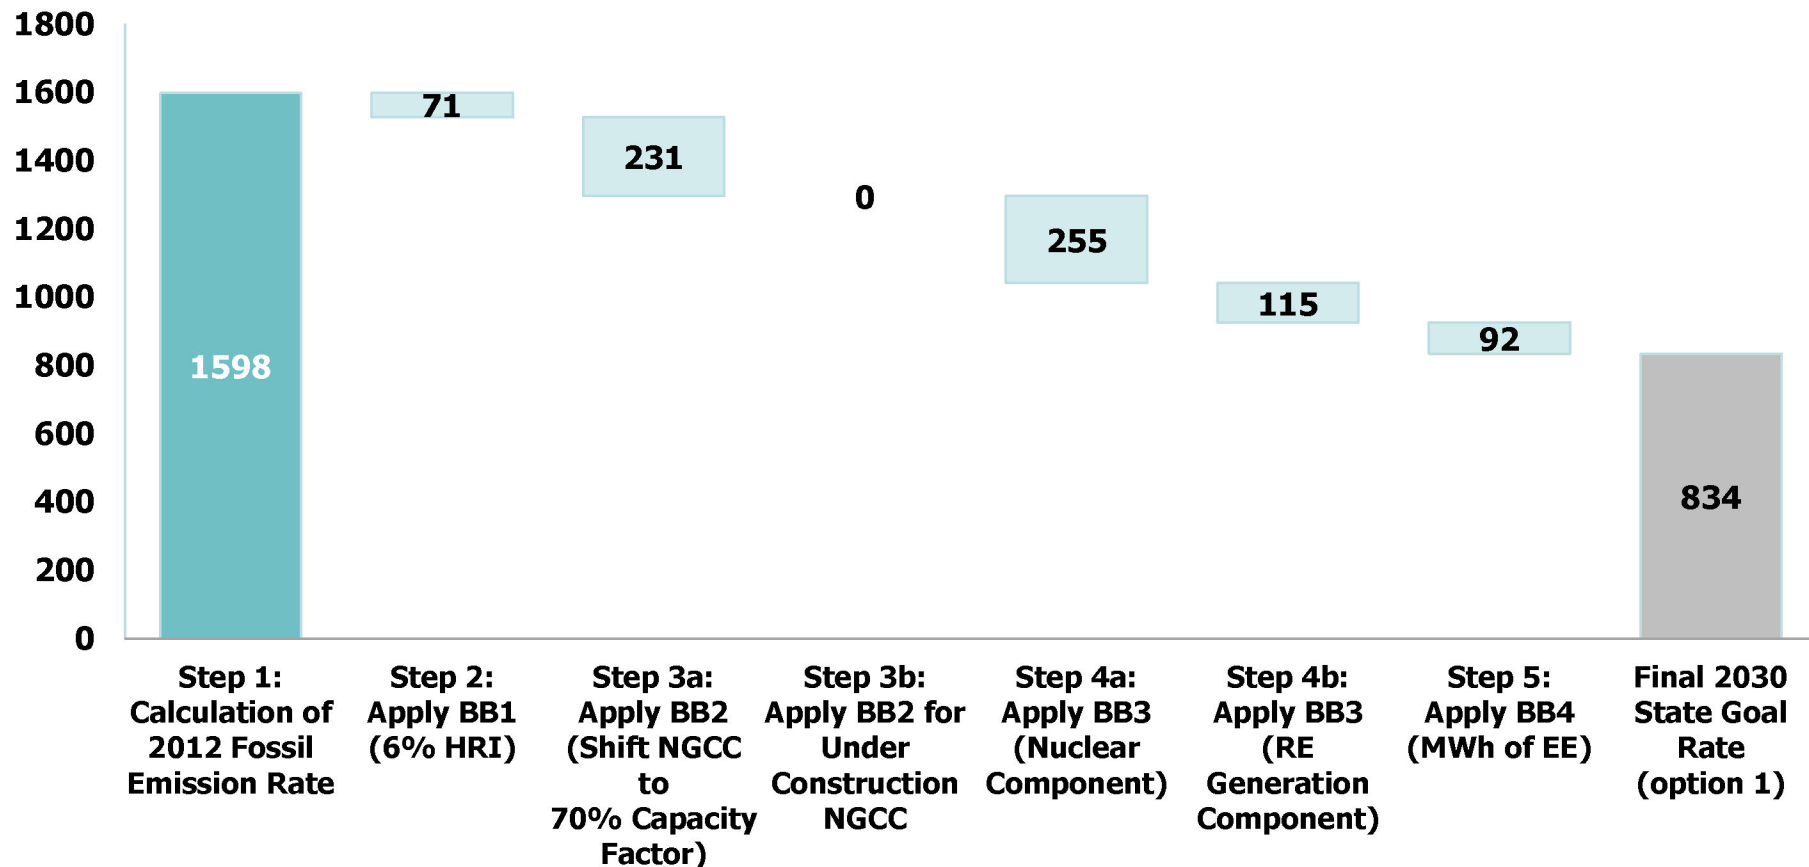 1800
1600
1400
1200
1000
800
600
400
200
0
1598
71
231
0
255
115
92
834
Step 1:
Calculation of
2012 Fossil
Emission Rate
Step 2:
Apply BB1
(6% HRI)
Step 3a:
Apply BB2
(Shift NGCC
to
70% Capacity
Factor)
Step 3b:
Apply BB2 for
Under
Construction
NGCC
Step 4a:
Apply BB3
(Nuclear
Component)
Step 4b:
Apply BB3
(RE
Generation
Component)
Step 5:
Apply BB4
(MWh of EE)
Final 2030
State Goal
Rate
(option 1)